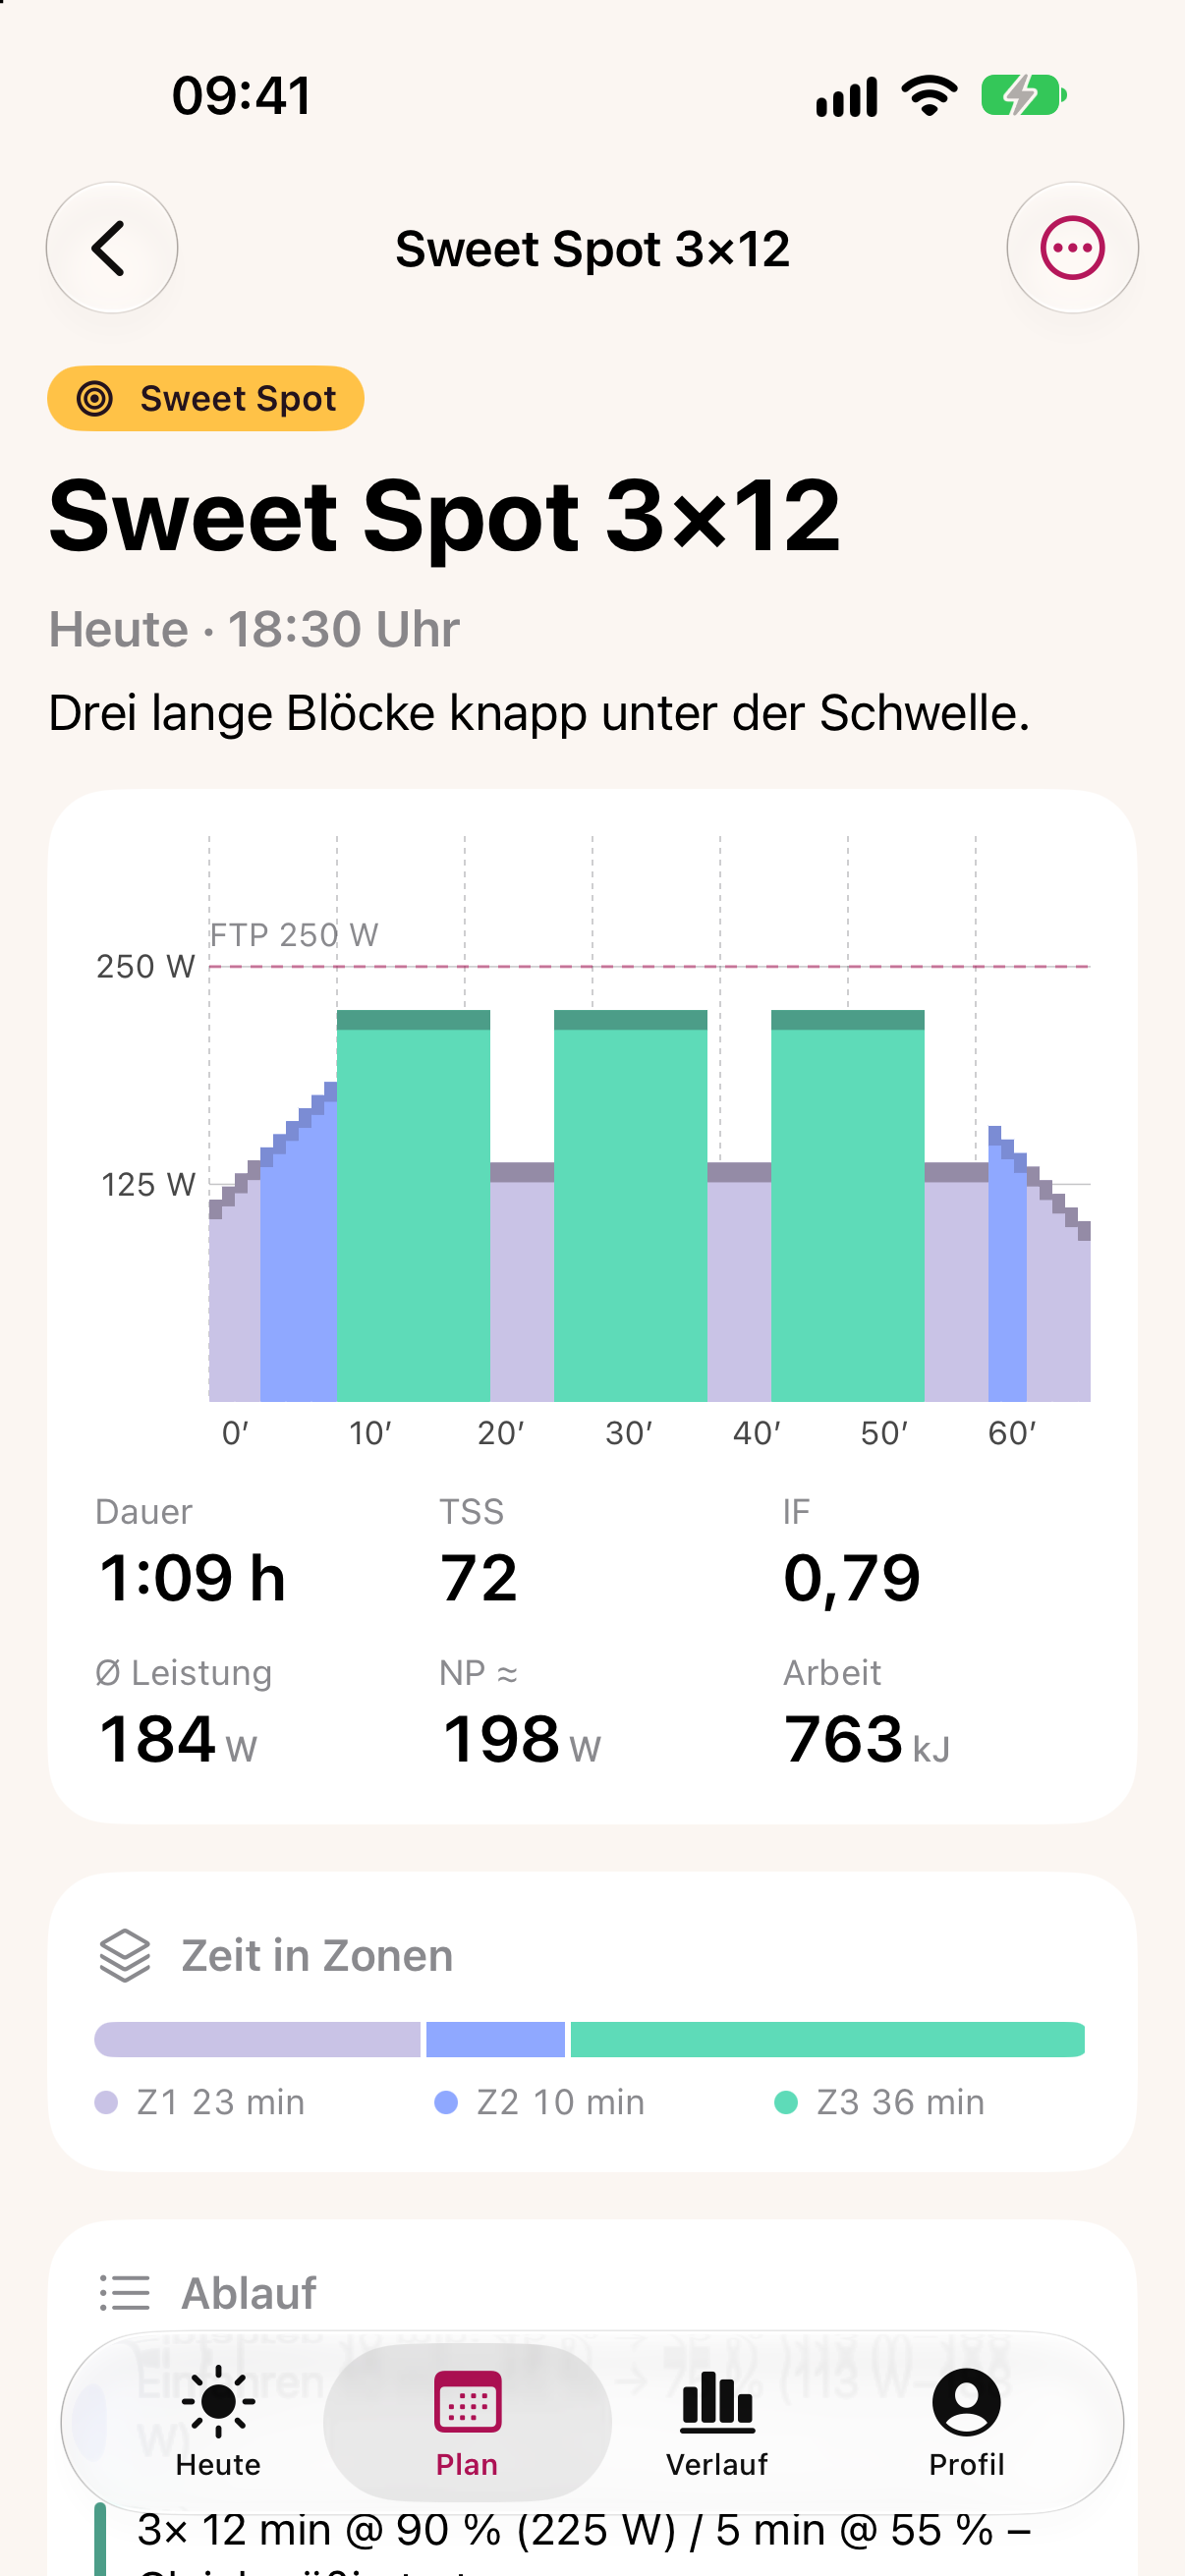 09:41
Sweet Spot 3×12
Sweet Spot
Sweet Spot 3×12
Heute · 18:30 Uhr
Drei lange Blöcke knapp unter der Schwelle.
FTP 250 W
250 W
125 W
0′ 10′ 20′ 30′ 40′ 50′ 60′
Dauer TSS IF
1:09 h 72 0,79
Ø Leistung NP ≈ Arbeit
184 W 198 W 763 kJ
Zeit in Zonen
Z1 23 min Z2 10 min Z3 36 min
Ablauf
Einfahren → (113 W–
W)
Heute Plan Verlauf Profil
3× 12 min @ 90 % (225 W) / 5 min @ 55 % –